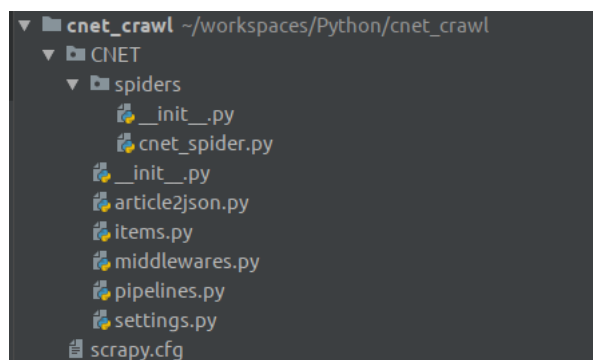 cnet_crawl ~/workspaces/Python/cnet_crawl
CNET
spiders
__init__.py
cnet_spider.py
__init__.py
article2json.py
items.py
middlewares.py
pipelines.py
settings.py
scrapy.cfg